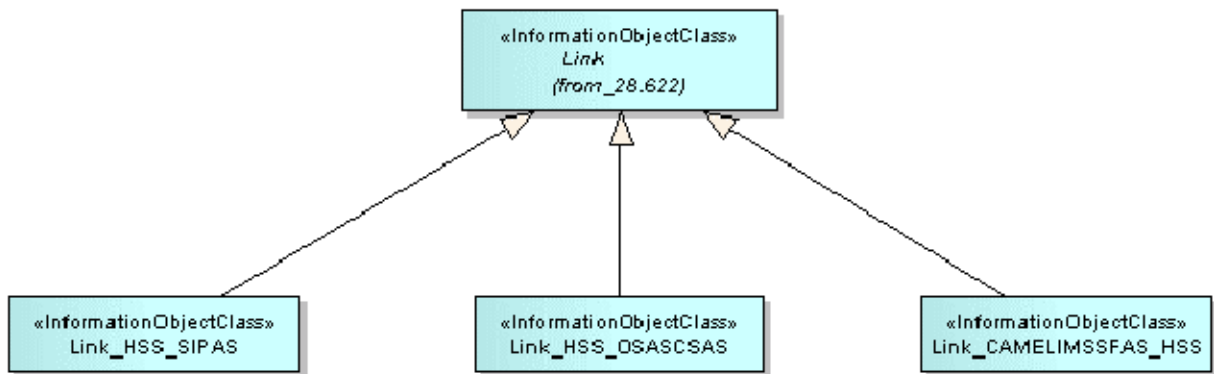 «InformationObjectClass»
Link
(from_28.622)
«InformationObjectClass»
Link_HSS_SIPAS
«InformationObjectClass»
Link_HSS_OSASCSAS
«InformationObjectClass»
Link_CAMELIMSSFAS_HSS